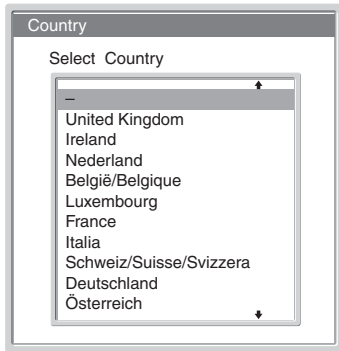 Country
Select Country
–
United Kingdom
Ireland
Nederland
België/Belgique
Luxembourg
France
Italia
Schweiz/Suisse/Svizzera
Deutschland
Österreich